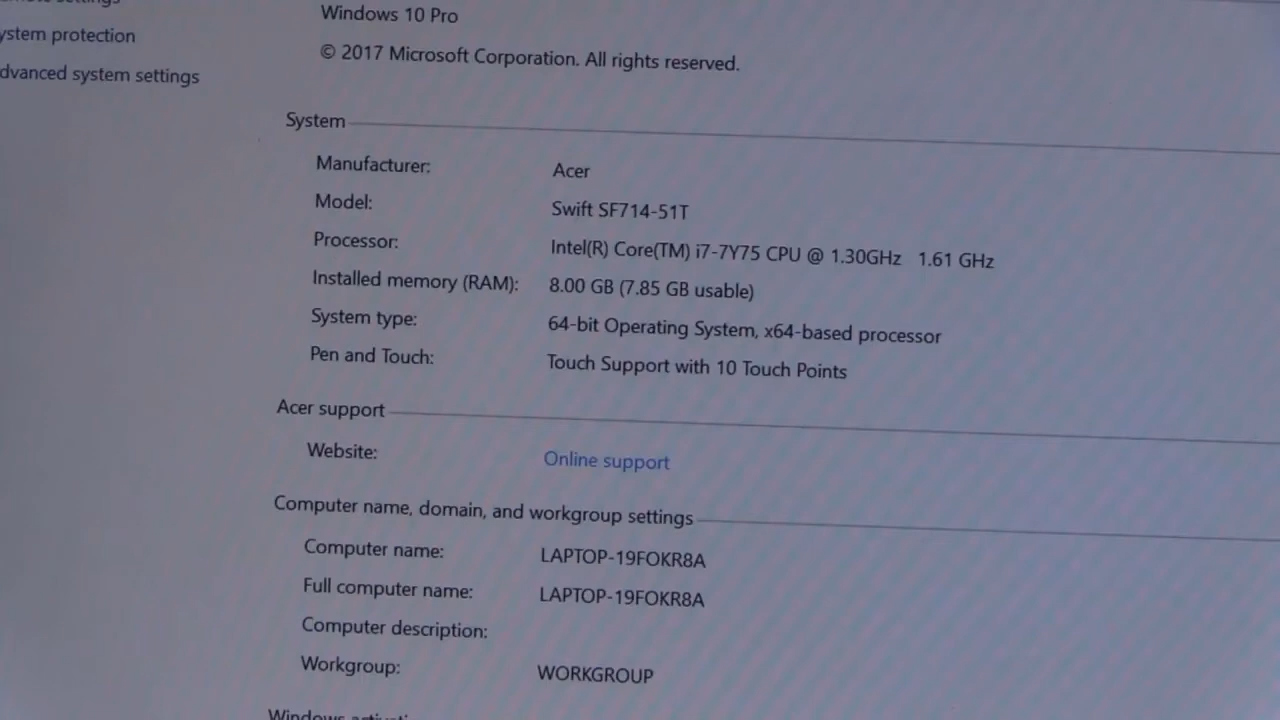 settings
ystem protection
dvanced system settings
Windows 10 Pro
© 2017 Microsoft Corporation. All rights reserved.
System
Manufacturer: Acer
Model: Swift SF714-51T
Processor: Intel(R) Core(TM) i7-7Y75 CPU @ 1.30GHz 1.61 GHz
Installed memory (RAM): 8.00 GB (7.85 GB usable)
System type: 64-bit Operating System, x64-based processor
Pen and Touch: Touch Support with 10 Touch Points
Acer support
Website: Online support
Computer name, domain, and workgroup settings
Computer name: LAPTOP-19FOKR8A
Full computer name: LAPTOP-19FOKR8A
Computer description:
Workgroup: WORKGROUP
Windows